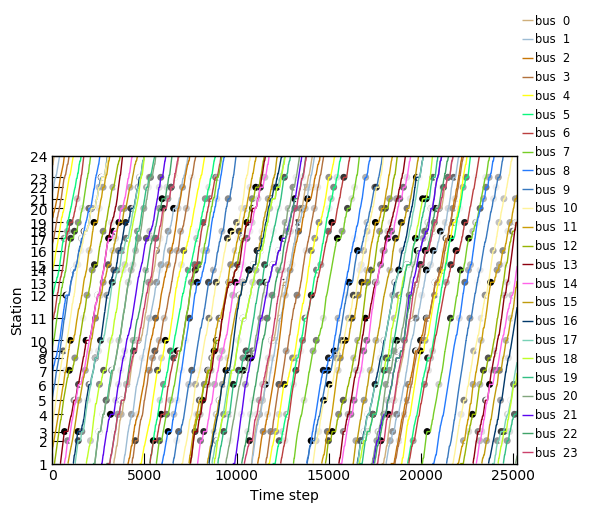 bus 0
bus 1
bus 2
bus 3
bus 4
bus 5
bus 6
bus 7
bus 8
bus 9
bus 10
bus 11
bus 12
bus 13
bus 14
bus 15
bus 16
bus 17
bus 18
bus 19
bus 20
bus 21
bus 22
bus 23
24
23
22
21
20
19
18
17
16
15
14
13
12
11
10
9
8
7
6
5
4
3
2
1
Station
0
5000
10000
15000
20000
25000
Time step